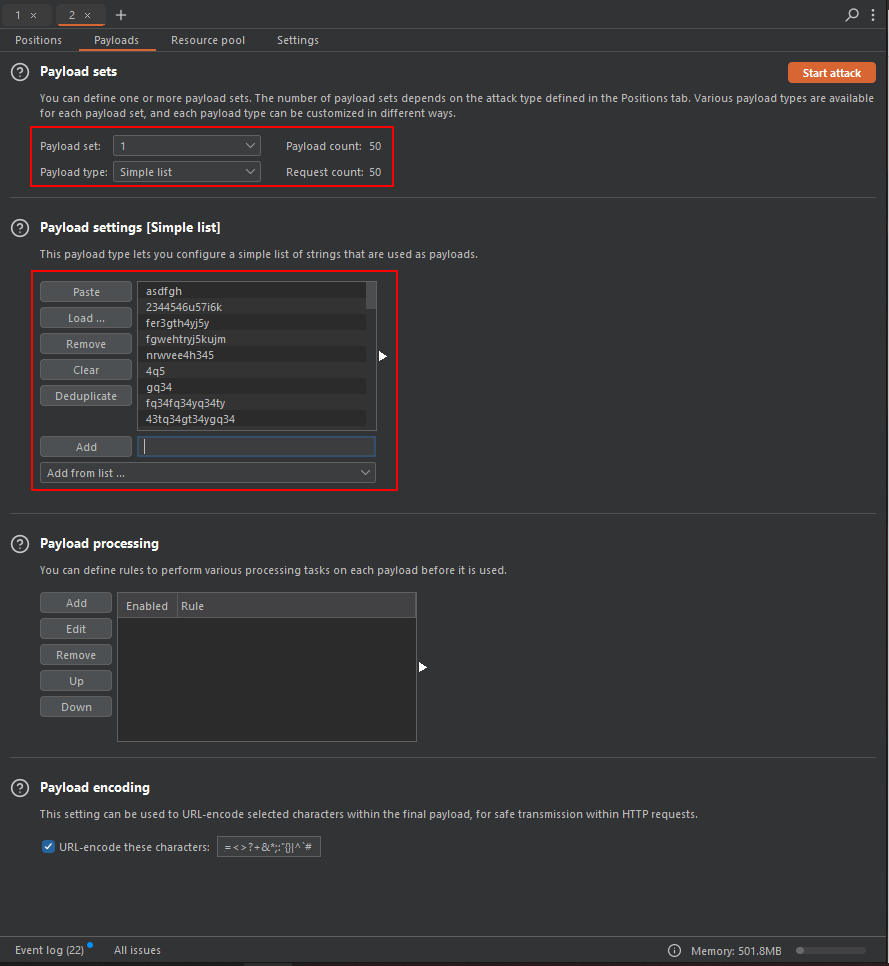 1 × 2 × +
Positions Payloads Resource pool Settings
? Payload sets Start attack
You can define one or more payload sets. The number of payload sets depends on the attack type defined in the Positions tab. Various payload types are available
for each payload set, and each payload type can be customized in different ways.
Payload set: 1 Payload count: 50
Payload type: Simple list Request count: 50
? Payload settings [Simple list]
This payload type lets you configure a simple list of strings that are used as payloads.
Paste
Load ...
Remove
Clear
Deduplicate
asdfgh
2344546u57i6k
fer3gth4yj5y
fgwehtryj5kujm
nrwvee4h345
4q5
gq34
fq34fq34yq34ty
43tq34gt34ygq34
Add
Add from list ...
? Payload processing
You can define rules to perform various processing tasks on each payload before it is used.
Add
Edit
Remove
Up
Down
Enabled Rule
? Payload encoding
This setting can be used to URL-encode selected characters within the final payload, for safe transmission within HTTP requests.
URL-encode these characters: =<>?+&*;:"{}|^`#
Event log (22) All issues Memory: 501.8MB